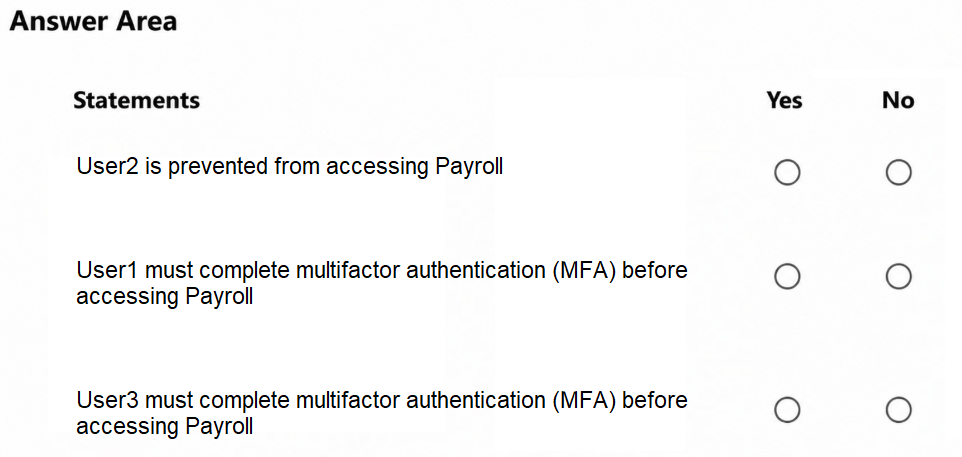 Answer Area
Statements Yes No
User2 is prevented from accessing Payroll
User1 must complete multifactor authentication (MFA) before
accessing Payroll
User3 must complete multifactor authentication (MFA) before
accessing Payroll